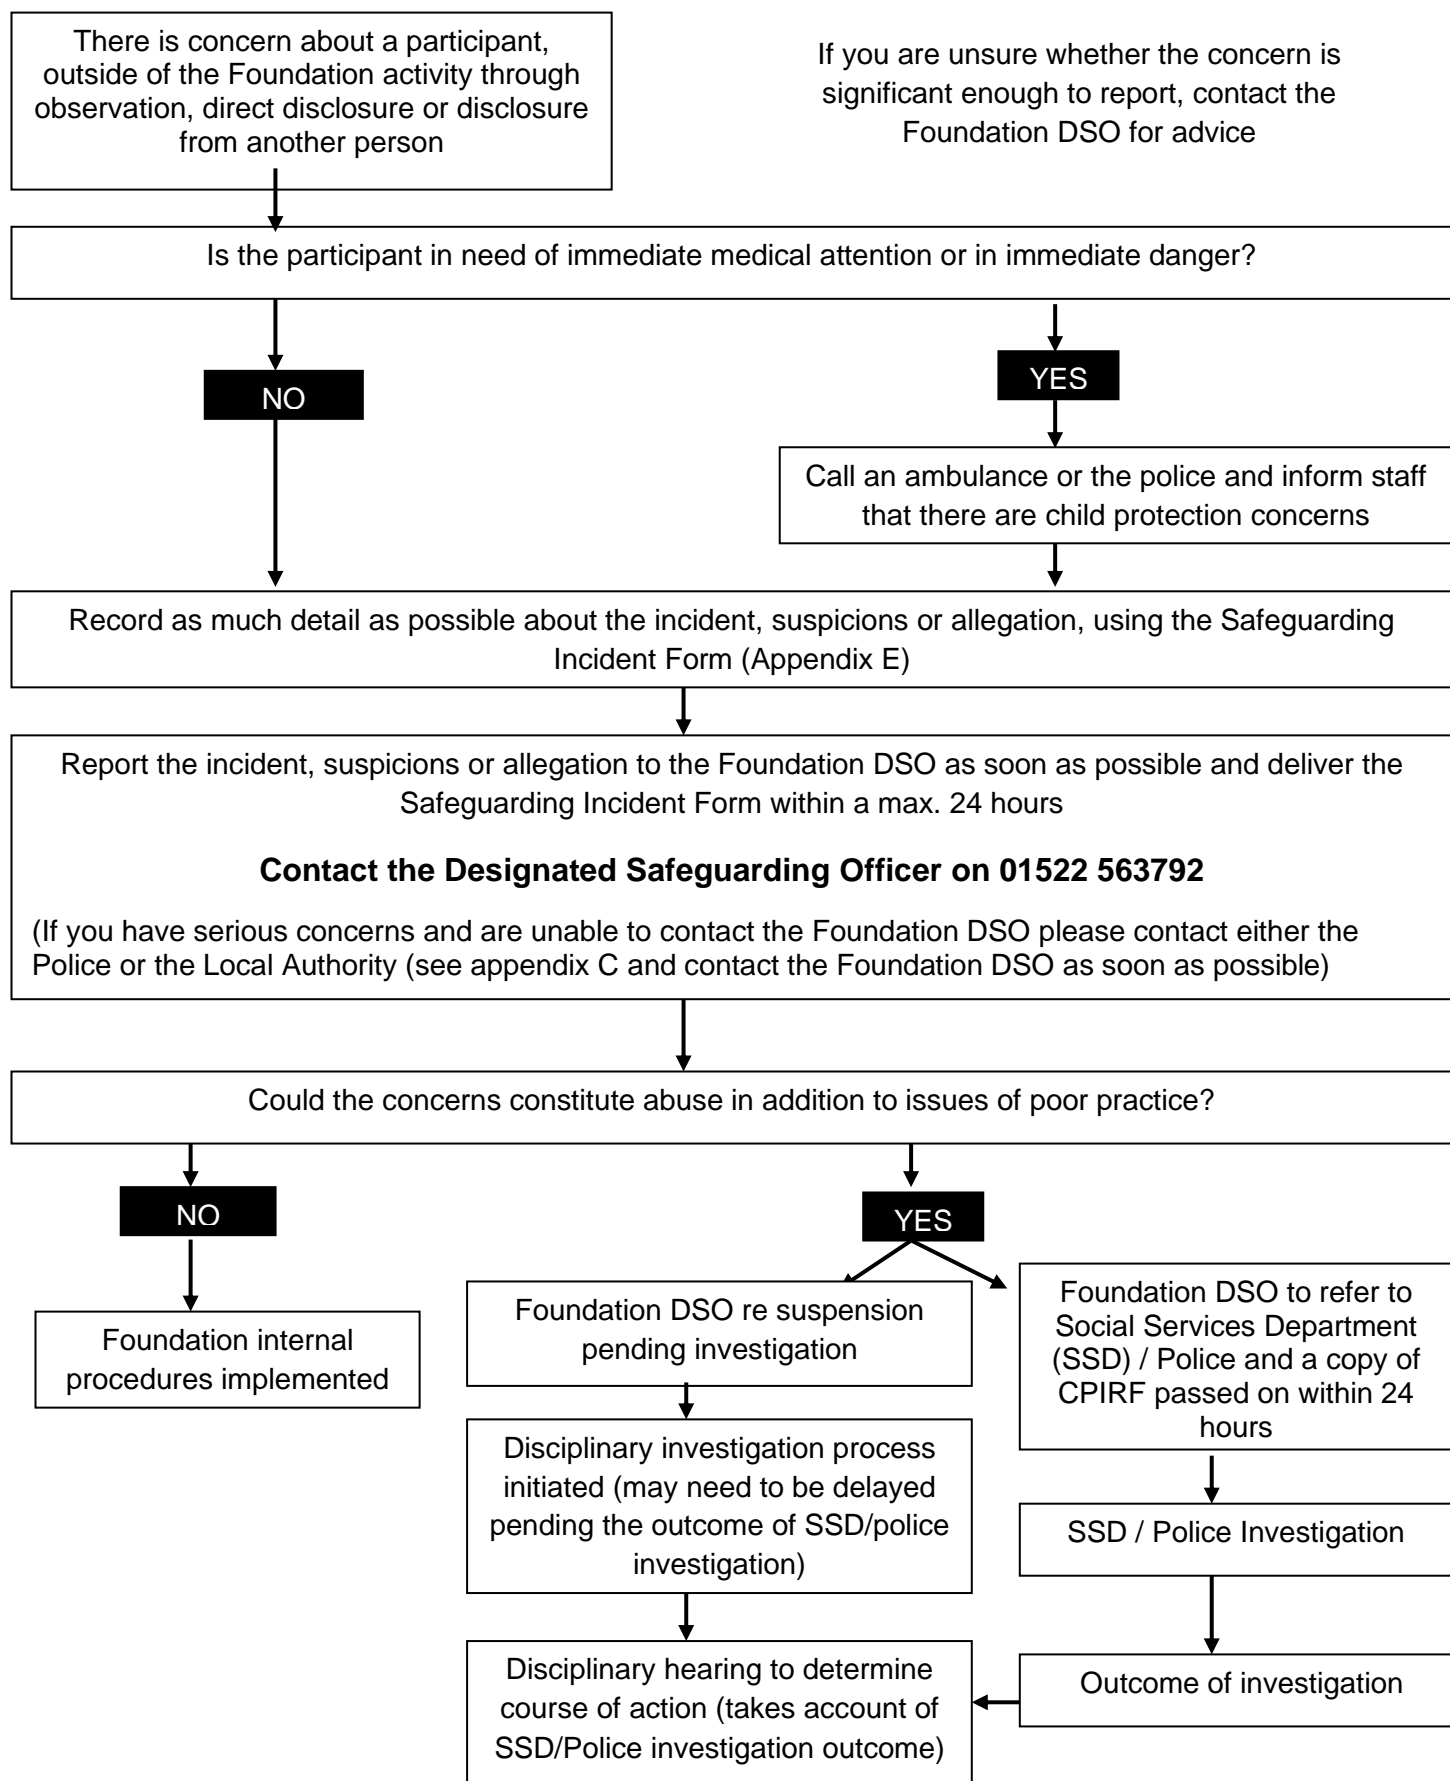 There is concern about a participant,
outside of the Foundation activity through
observation, direct disclosure or disclosure
from another person
If you are unsure whether the concern is
significant enough to report, contact the
Foundation DSO for advice
Is the participant in need of immediate medical attention or in immediate danger?
NO
YES
Call an ambulance or the police and inform staff
that there are child protection concerns
Record as much detail as possible about the incident, suspicions or allegation, using the Safeguarding
Incident Form (Appendix E)
Report the incident, suspicions or allegation to the Foundation DSO as soon as possible and deliver the
Safeguarding Incident Form within a max. 24 hours
Contact the Designated Safeguarding Officer on 01522 563792
(If you have serious concerns and are unable to contact the Foundation DSO please contact either the
Police or the Local Authority (see appendix C and contact the Foundation DSO as soon as possible)
Could the concerns constitute abuse in addition to issues of poor practice?
NO
YES
Foundation internal
procedures implemented
Foundation DSO re suspension
pending investigation
Foundation DSO to refer to
Social Services Department
(SSD) / Police and a copy of
CPIRF passed on within 24
hours
Disciplinary investigation process
initiated (may need to be delayed
pending the outcome of SSD/police
investigation)
SSD / Police Investigation
Disciplinary hearing to determine
course of action (takes account of
SSD/Police investigation outcome)
Outcome of investigation